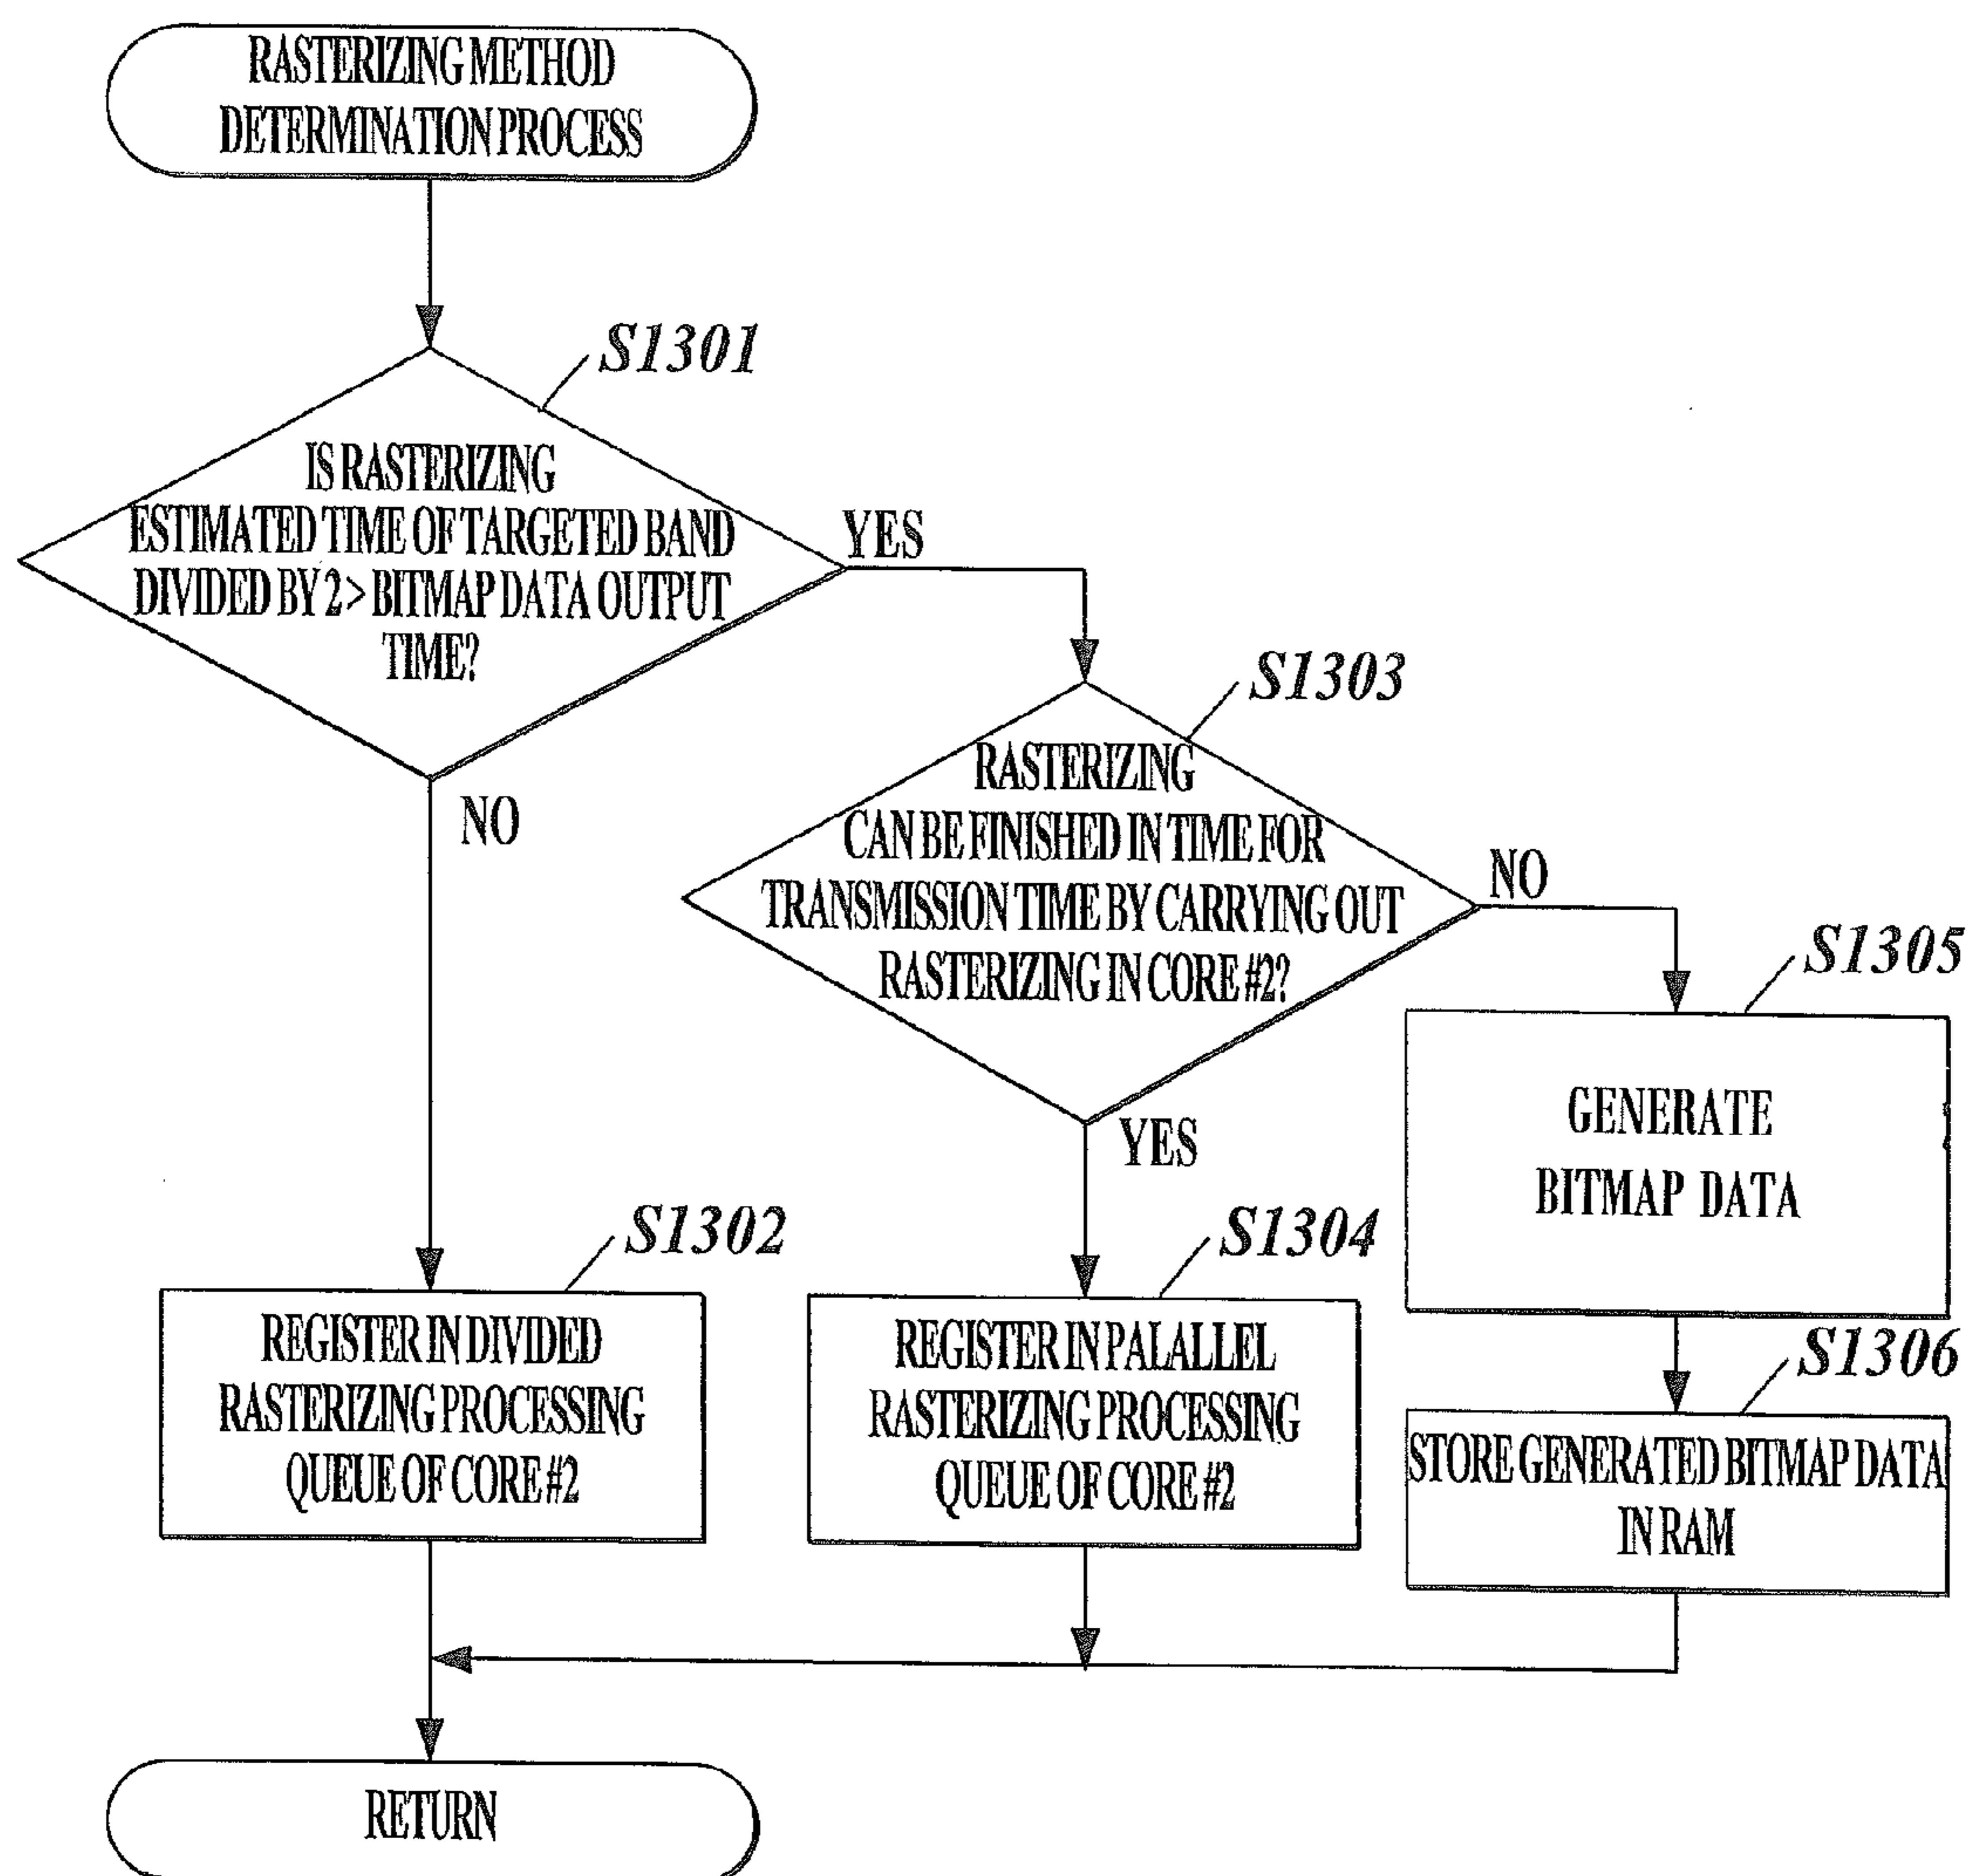 RASTERIZING METHOD
DETERMINATION PROCESS
S1301
IS RASTERIZING
ESTIMATED TIME OF TARGETED BAND
DIVIDED BY 2 > BITMAP DATA OUTPUT
TIME?
YES
NO
S1303
RASTERIZING
CAN BE FINISHED IN TIME FOR
TRANSMISSION TIME BY CARRYING OUT
RASTERIZING IN CORE #2?
NO
YES
S1305
GENERATE
BITMAP DATA
S1302
REGISTER IN DIVIDED
RASTERIZING PROCESSING
QUEUE OF CORE #2
S1304
REGISTER IN PALALLEL
RASTERIZING PROCESSING
QUEUE OF CORE #2
S1306
STORE GENERATED BITMAP DATA
IN RAM
RETURN